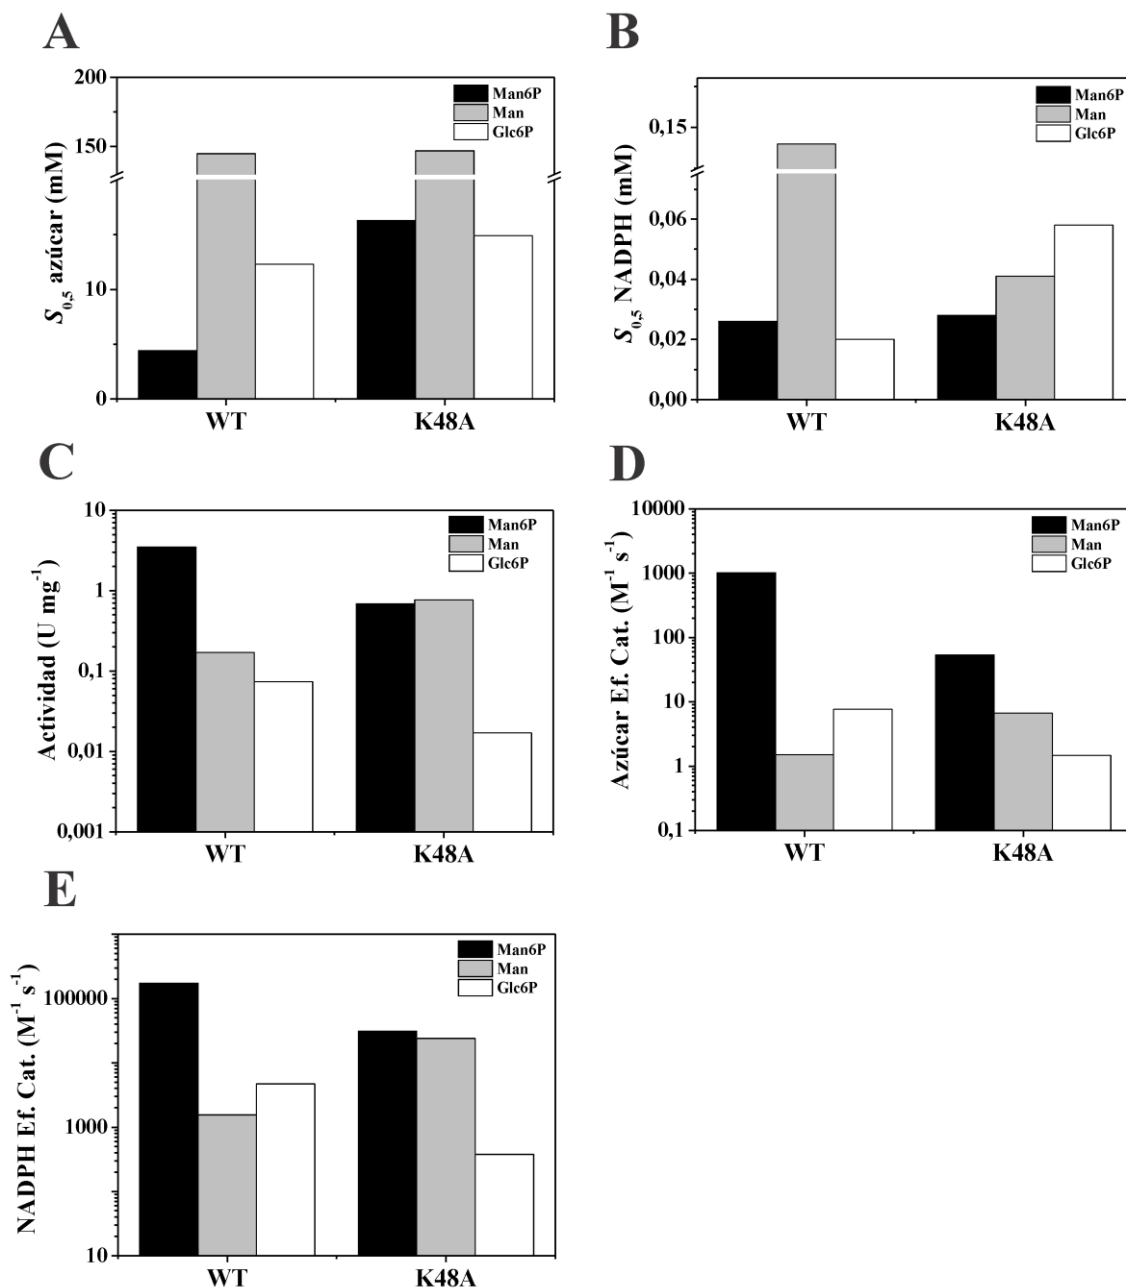 A
200
150
10
0
S0,5 azúcar (mM)
Man6P
Man
Glc6P
WT
K48A
B
0,15
0,06
0,04
0,02
0,00
S0,5 NADPH (mM)
Man6P
Man
Glc6P
WT
K48A
C
10
1
0,1
0,01
0,001
Actividad (U mg-1)
Man6P
Man
Glc6P
WT
K48A
D
10000
1000
100
10
1
0,1
Azúcar Ef. Cat. (M-1 s-1)
Man6P
Man
Glc6P
WT
K48A
E
100000
1000
10
NADPH Ef. Cat. (M-1 s-1)
Man6P
Man
Glc6P
WT
K48A